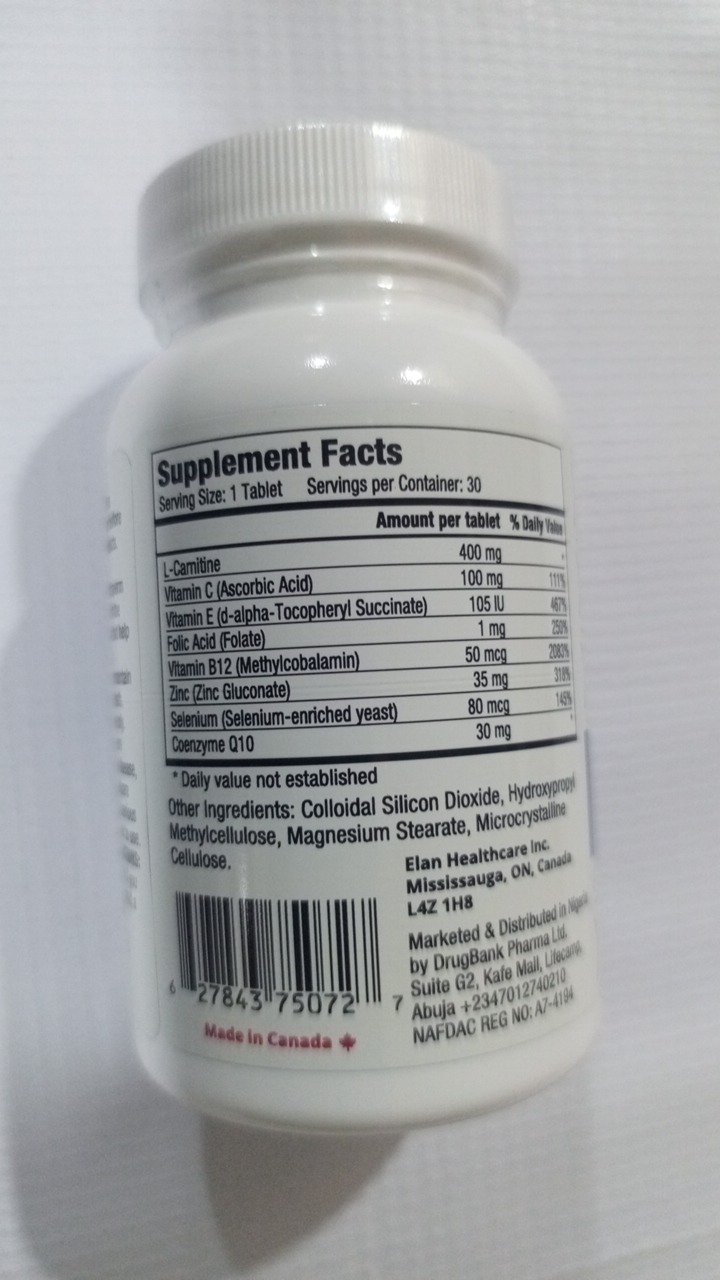 Supplement Facts
Serving Size: 1 Tablet Servings per Container: 30
Amount per tablet % Daily Value
L-Carnitine 400 mg *
Vitamin C (Ascorbic Acid) 100 mg 111%
Vitamin E (d-alpha-Tocopheryl Succinate) 105 IU 467%
Folic Acid (Folate) 1 mg 250%
Vitamin B12 (Methylcobalamin) 50 mcg 2083%
Zinc (Zinc Gluconate) 35 mg 318%
Selenium (Selenium-enriched yeast) 80 mcg 145%
Coenzyme Q10 30 mg *
* Daily value not established
Other Ingredients: Colloidal Silicon Dioxide, Hydroxypropyl
Methylcellulose, Magnesium Stearate, Microcrystalline
Cellulose.
Elan Healthcare Inc.
Mississauga, ON, Canada
L4Z 1H8
Marketed & Distributed in Nigeria
by DrugBank Pharma Ltd.
Suite G2, Kafe Mall, Lifecamp,
Abuja +2347012740210
NAFDAC REG NO: A7-4194
6 27843 75072 7
Made in Canada